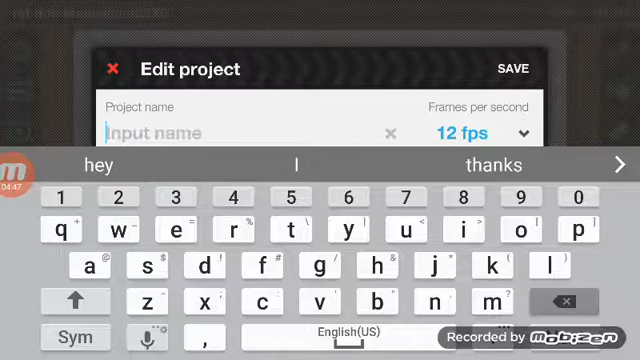 Edit project
SAVE
Project name
Frames per second
Input name
12 fps
hey I thanks
04:47
1 2 3 4 5 6 7 8 9 0
q w e r t y u i o p
a s d f g h j k l
z x c v b n m
Sym , English(US)
Recorded by MOBIZEN